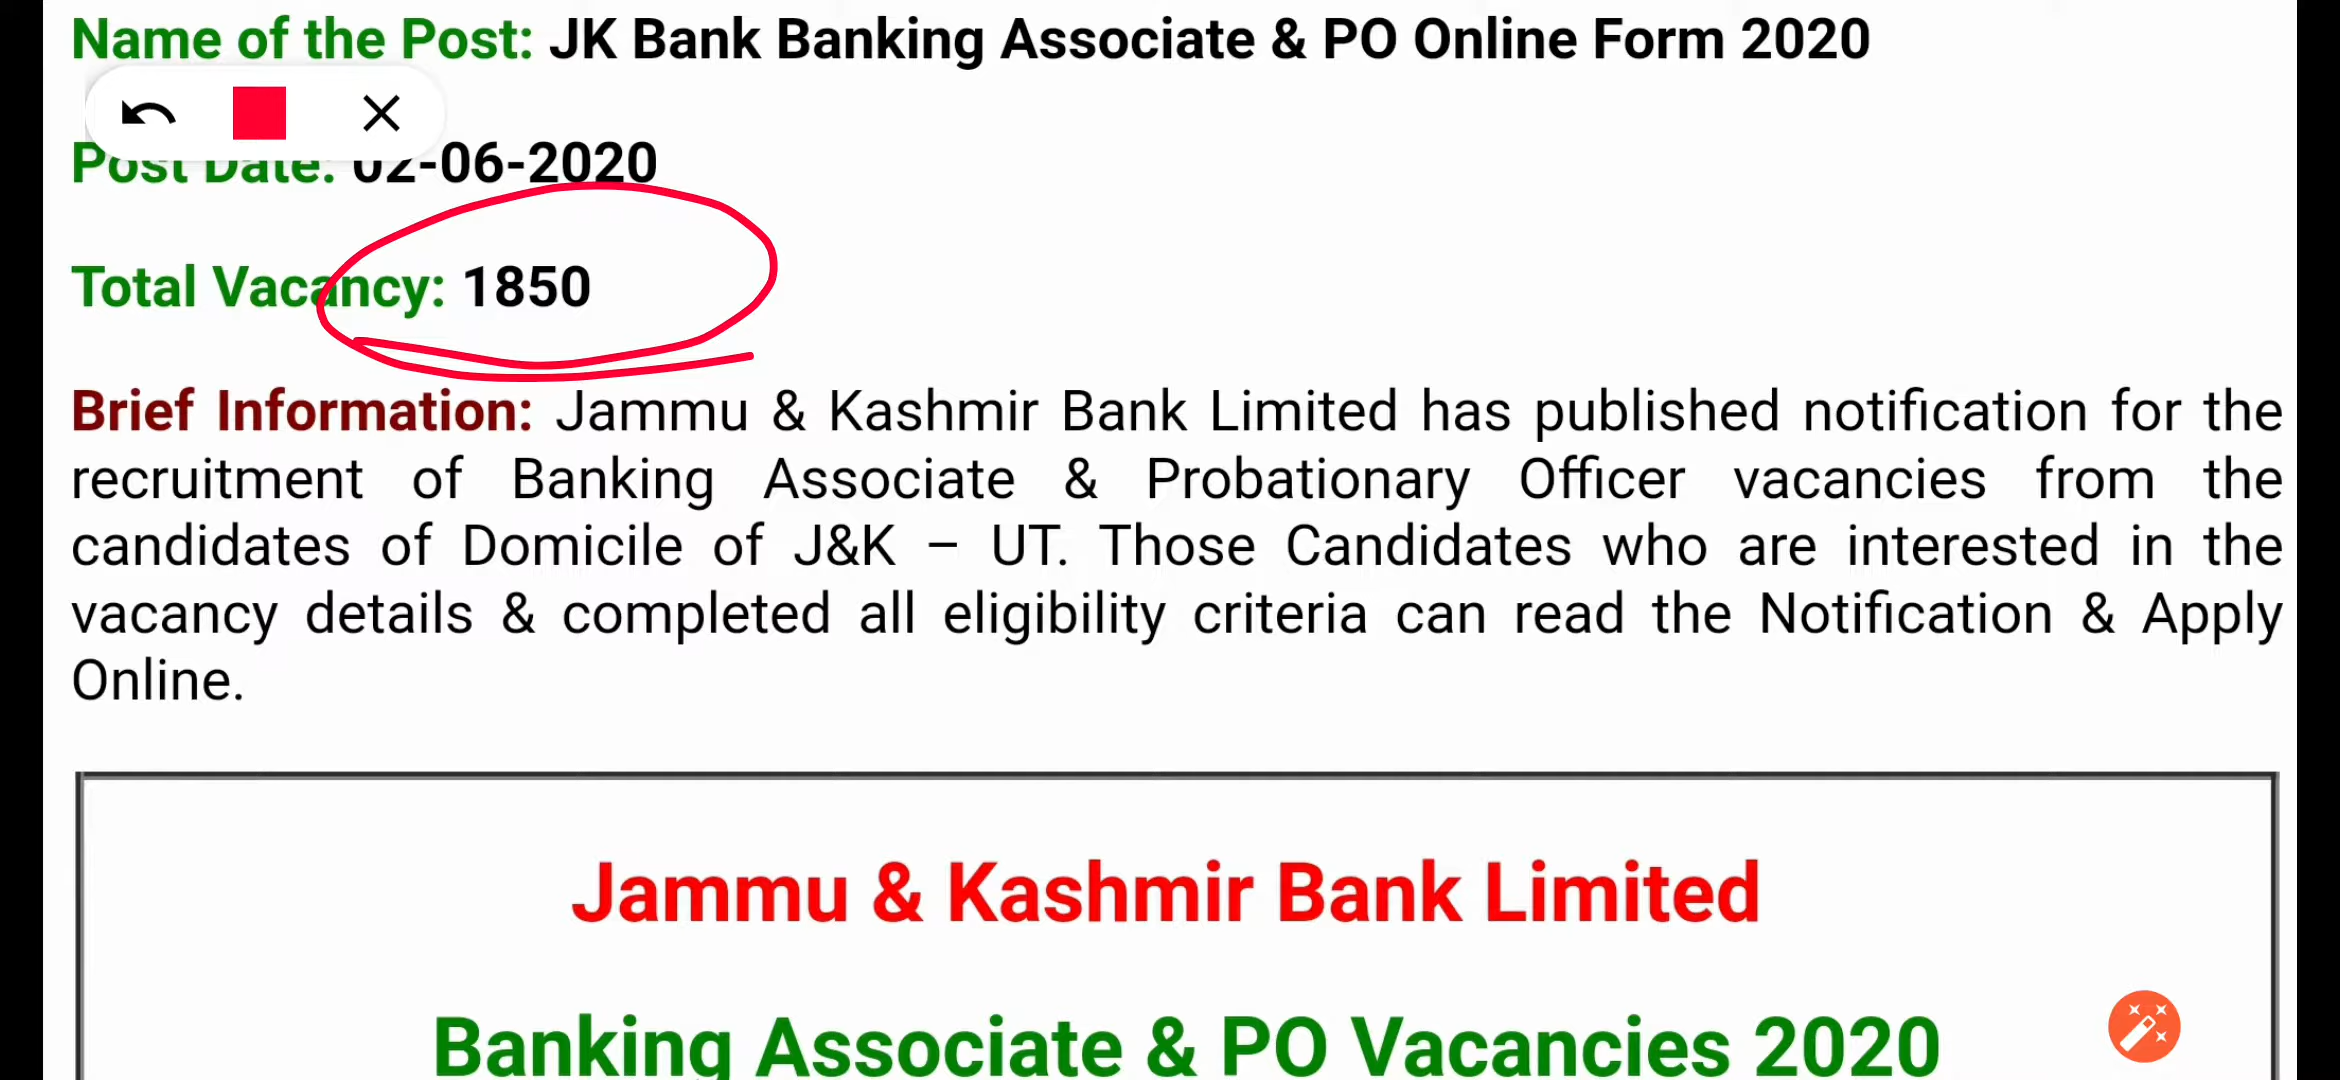 Name of the Post: JK Bank Banking Associate & PO Online Form 2020
Post Date: 02-06-2020
Total Vacancy: 1850
Brief Information: Jammu & Kashmir Bank Limited has published notification for the
recruitment of Banking Associate & Probationary Officer vacancies from the
candidates of Domicile of J&K – UT. Those Candidates who are interested in the
vacancy details & completed all eligibility criteria can read the Notification & Apply
Online.
Jammu & Kashmir Bank Limited
Banking Associate & PO Vacancies 2020